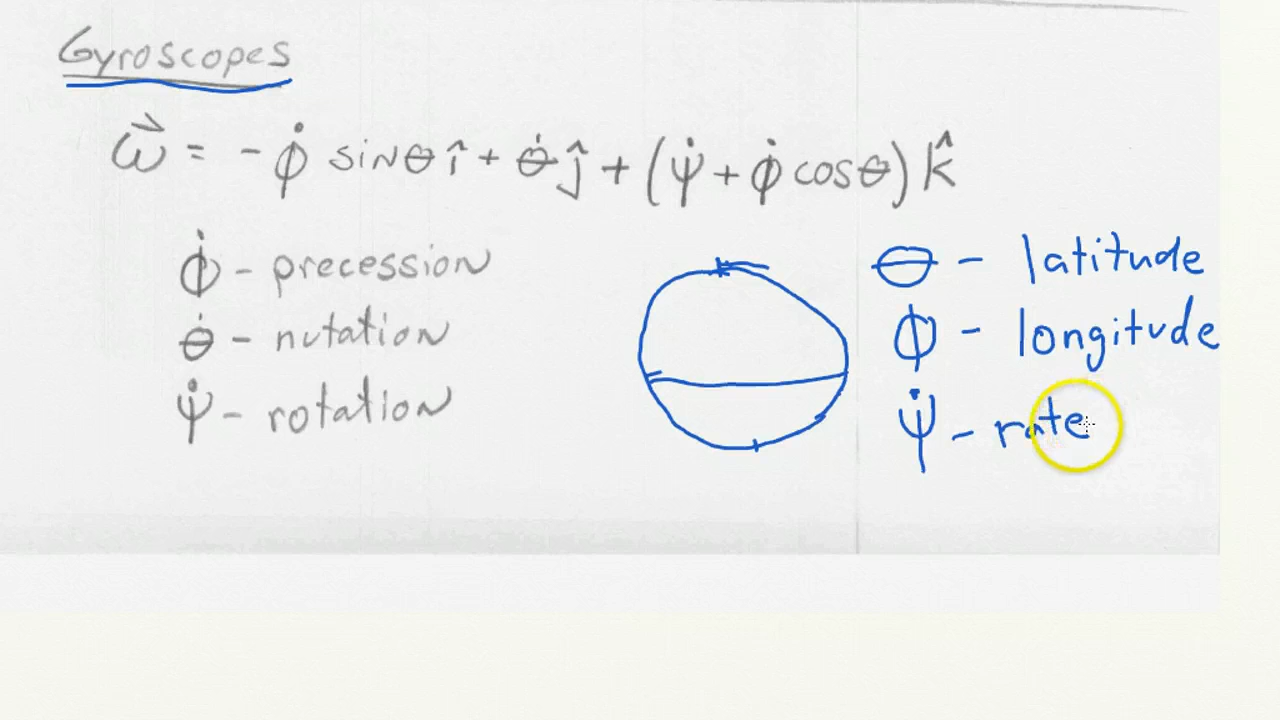 Gyroscopes
ω⃗ = - φ̇ sinθ î + θ̇ ĵ + (ψ̇ + φ̇ cosθ) k̂
φ̇ - precession
θ̇ - nutation
ψ̇ - rotation
θ - latitude
φ - longitude
ψ̇ - rate